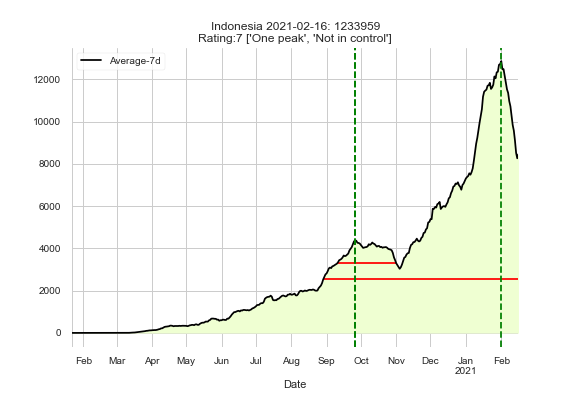 Indonesia 2021-02-16: 1233959
Rating:7 ['One peak', 'Not in control']
Average-7d
12000
10000
8000
6000
4000
2000
0
Feb Mar Apr May Jun Jul Aug Sep Oct Nov Dec Jan Feb
2021
Date